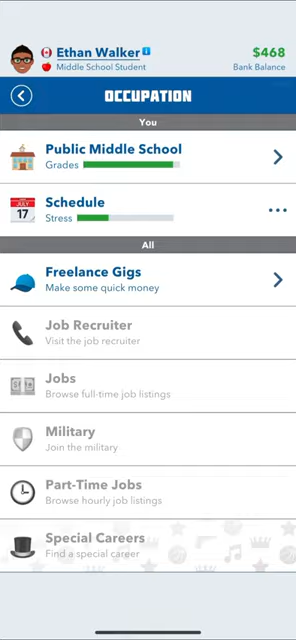 Ethan Walker
$468
Middle School Student
Bank Balance
OCCUPATION
You
Public Middle School
Grades
JULY
17
Schedule
Stress
All
Freelance Gigs
Make some quick money
Job Recruiter
Visit the job recruiter
Jobs
Browse full-time job listings
Military
Join the military
Part-Time Jobs
Browse hourly job listings
Special Careers
Find a special career